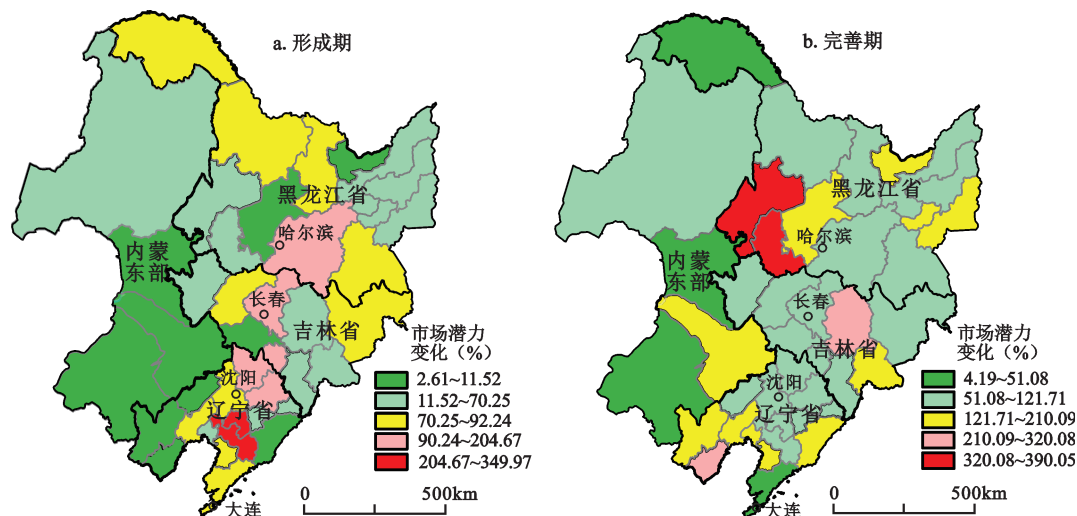 a. 形成期
黑龙江省
哈尔滨
内蒙
东部
长春
吉林省
沈阳
辽宁省
大连
市场潜力
变化（%）
2.61~11.52
11.52~70.25
70.25~92.24
90.24~204.67
204.67~349.97
0 500km
b. 完善期
黑龙江省
哈尔滨
内蒙
东部
长春
吉林省
沈阳
辽宁省
大连
市场潜力
变化（%）
4.19~51.08
51.08~121.71
121.71~210.09
210.09~320.08
320.08~390.05
0 500km